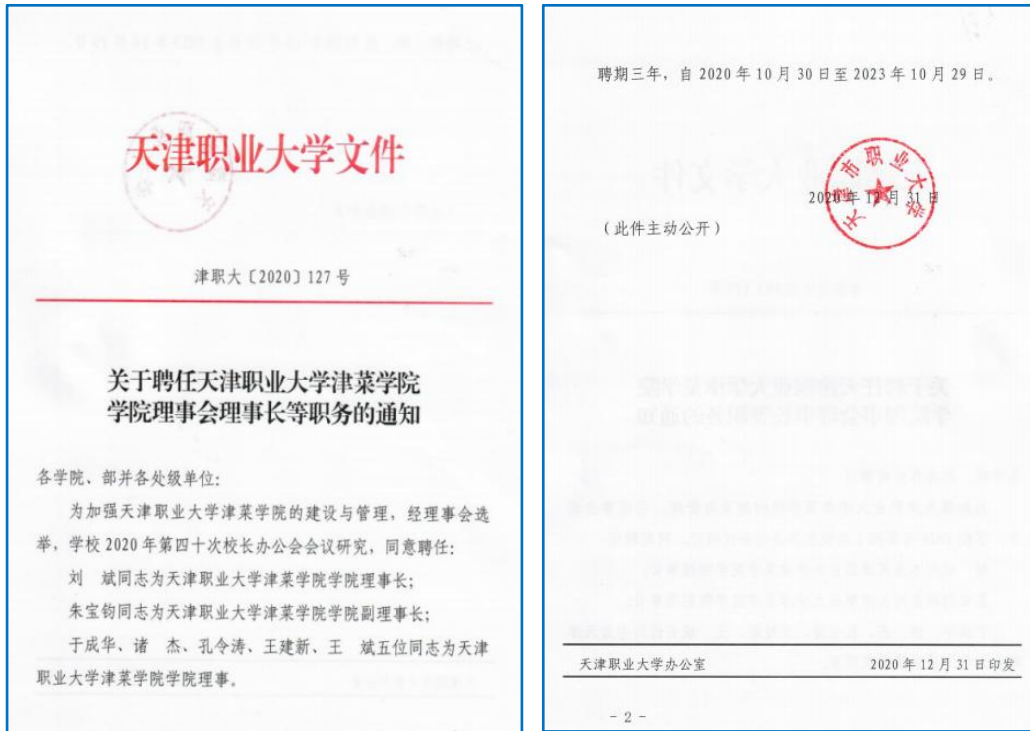 天津职业大学文件
津职大〔2020〕127号
关于聘任天津职业大学津菜学院
学院理事会理事长等职务的通知
各学院、部并各处级单位：
为加强天津职业大学津菜学院的建设与管理，经理事会选
举，学校2020年第四十次校长办公会会议研究，同意聘任：
刘　斌同志为天津职业大学津菜学院学院理事长；
朱宝钧同志为天津职业大学津菜学院学院副理事长；
于成华、诸　杰、孔令涛、王建新、王　斌五位同志为天津
职业大学津菜学院学院理事。
聘期三年，自2020年10月30日至2023年10月29日。
天津市职业大学
2020年12月31日
（此件主动公开）
天津职业大学办公室　2020年12月31日印发
- 2 -